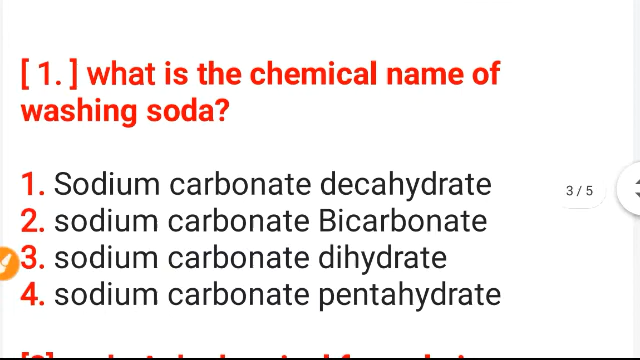 [ 1. ] what is the chemical name of
washing soda?
1. Sodium carbonate decahydrate
3 / 5
2. sodium carbonate Bicarbonate
3. sodium carbonate dihydrate
4. sodium carbonate pentahydrate